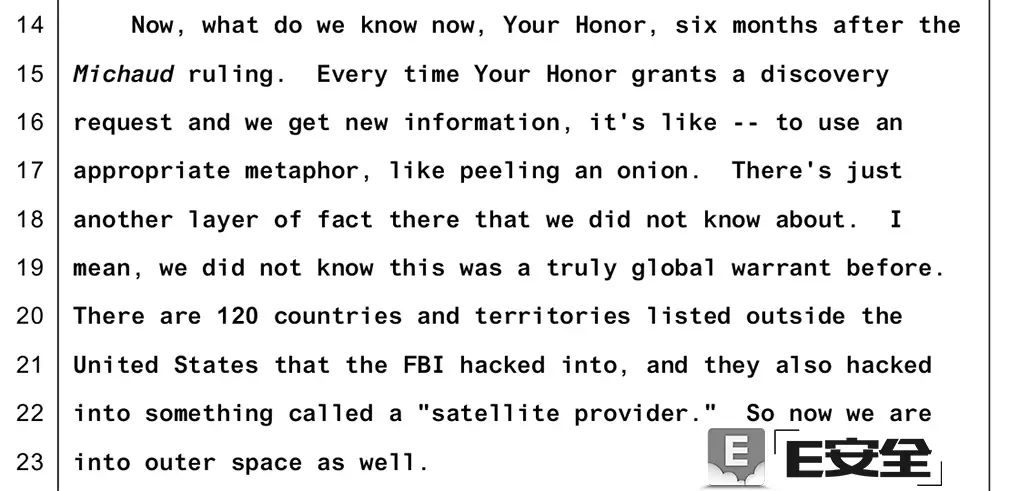 14 Now, what do we know now, Your Honor, six months after the
15 Michaud ruling. Every time Your Honor grants a discovery
16 request and we get new information, it's like -- to use an
17 appropriate metaphor, like peeling an onion. There's just
18 another layer of fact there that we did not know about. I
19 mean, we did not know this was a truly global warrant before.
20 There are 120 countries and territories listed outside the
21 United States that the FBI hacked into, and they also hacked
22 into something called a "satellite provider." So now we are
23 into outer space as well.
E
E安全